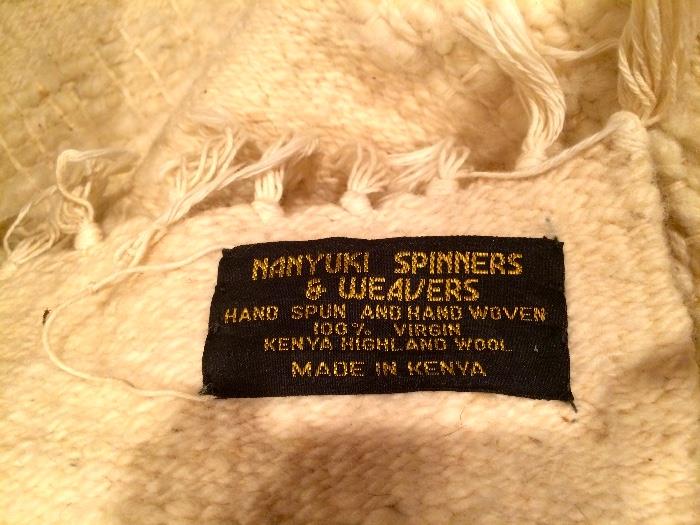 NANYUKI SPINNERS
& WEAVERS
HAND SPUN AND HAND WOVEN
100% VIRGIN
KENYA HIGHLAND WOOL
MADE IN KENYA